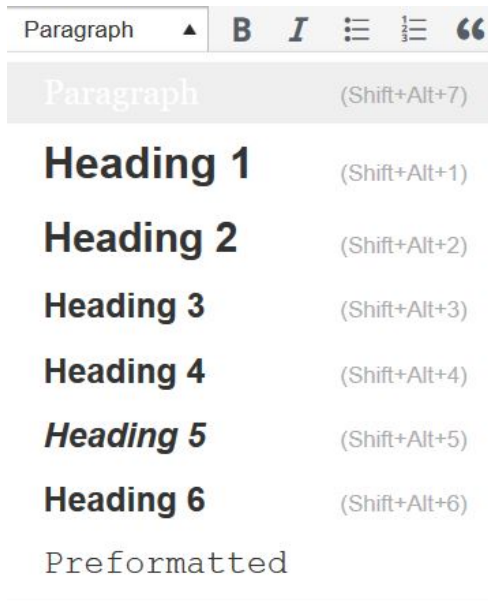 Paragraph B I
Paragraph (Shift+Alt+7)
Heading 1 (Shift+Alt+1)
Heading 2 (Shift+Alt+2)
Heading 3 (Shift+Alt+3)
Heading 4 (Shift+Alt+4)
Heading 5 (Shift+Alt+5)
Heading 6 (Shift+Alt+6)
Preformatted